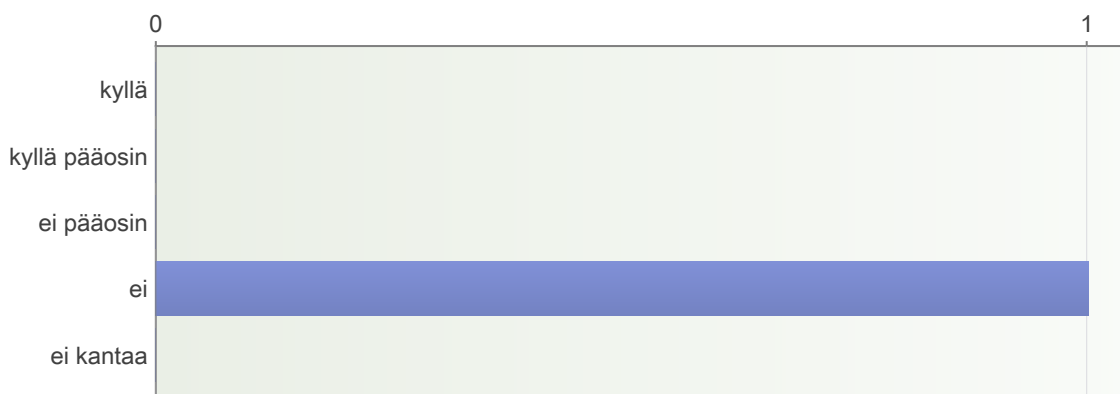 0 1
kyllä
kyllä pääosin
ei pääosin
ei
ei kantaa